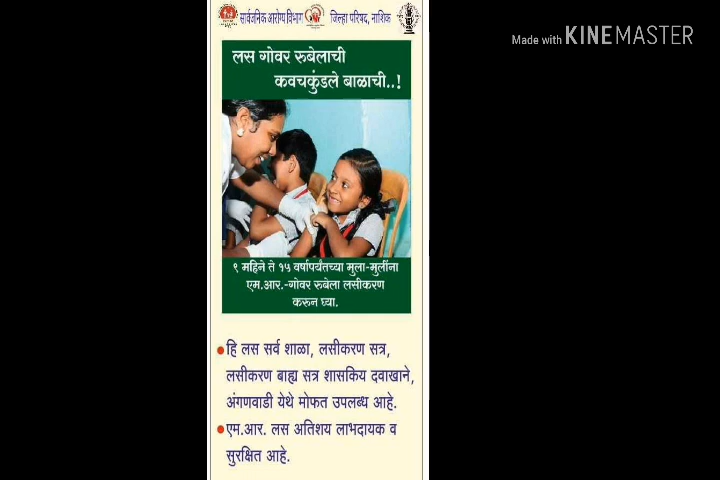 सार्वजनिक आरोग्य विभाग जिल्हा परिषद, नाशिक
Made with KINEMASTER
लस गोवर रुबेलाची
कवचकुंडले बाळाची..!
९ महिने ते १५ वर्षापर्यंतच्या मुला-मुलींना
एम.आर.-गोवर रुबेला लसीकरण
करून घ्या.
हि लस सर्व शाळा, लसीकरण सत्र,
लसीकरण बाह्य सत्र शासकिय दवाखाने,
अंगणवाडी येथे मोफत उपलब्ध आहे.
एम.आर. लस अतिशय लाभदायक व
सुरक्षित आहे.